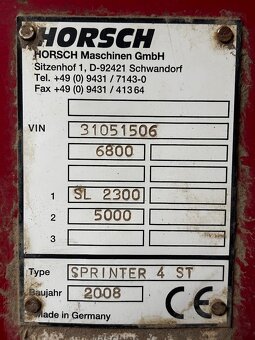 HORSCH
HORSCH Maschinen GmbH
Sitzenhof 1, D-92421 Schwandorf
Tel. +49 (0) 9431 / 7143-0
Fax +49 (0) 9431 / 41364
VIN 31051506
6800
1 SL 2300
2 5000
3
Type SPRINTER 4 ST
Baujahr 2008 CE
Made in Germany